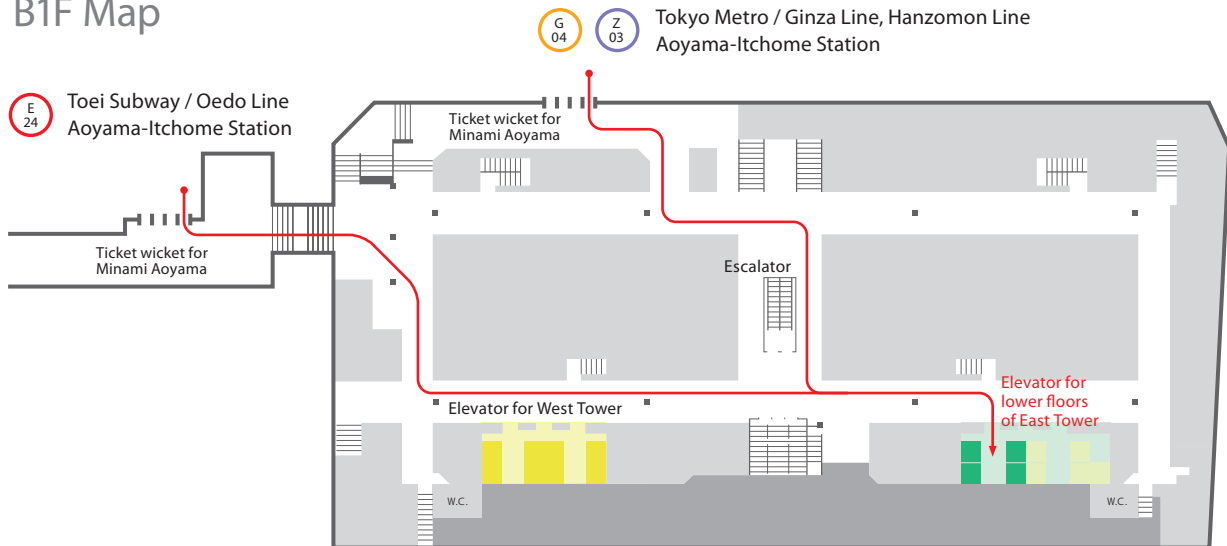 B1F Map
G
04
Z
03
Tokyo Metro / Ginza Line, Hanzomon Line
Aoyama-Itchome Station
E
24
Toei Subway / Oedo Line
Aoyama-Itchome Station
Ticket wicket for
Minami Aoyama
Ticket wicket for
Minami Aoyama
Escalator
Elevator for
lower floors
of East Tower
Elevator for West Tower
W.C.
W.C.